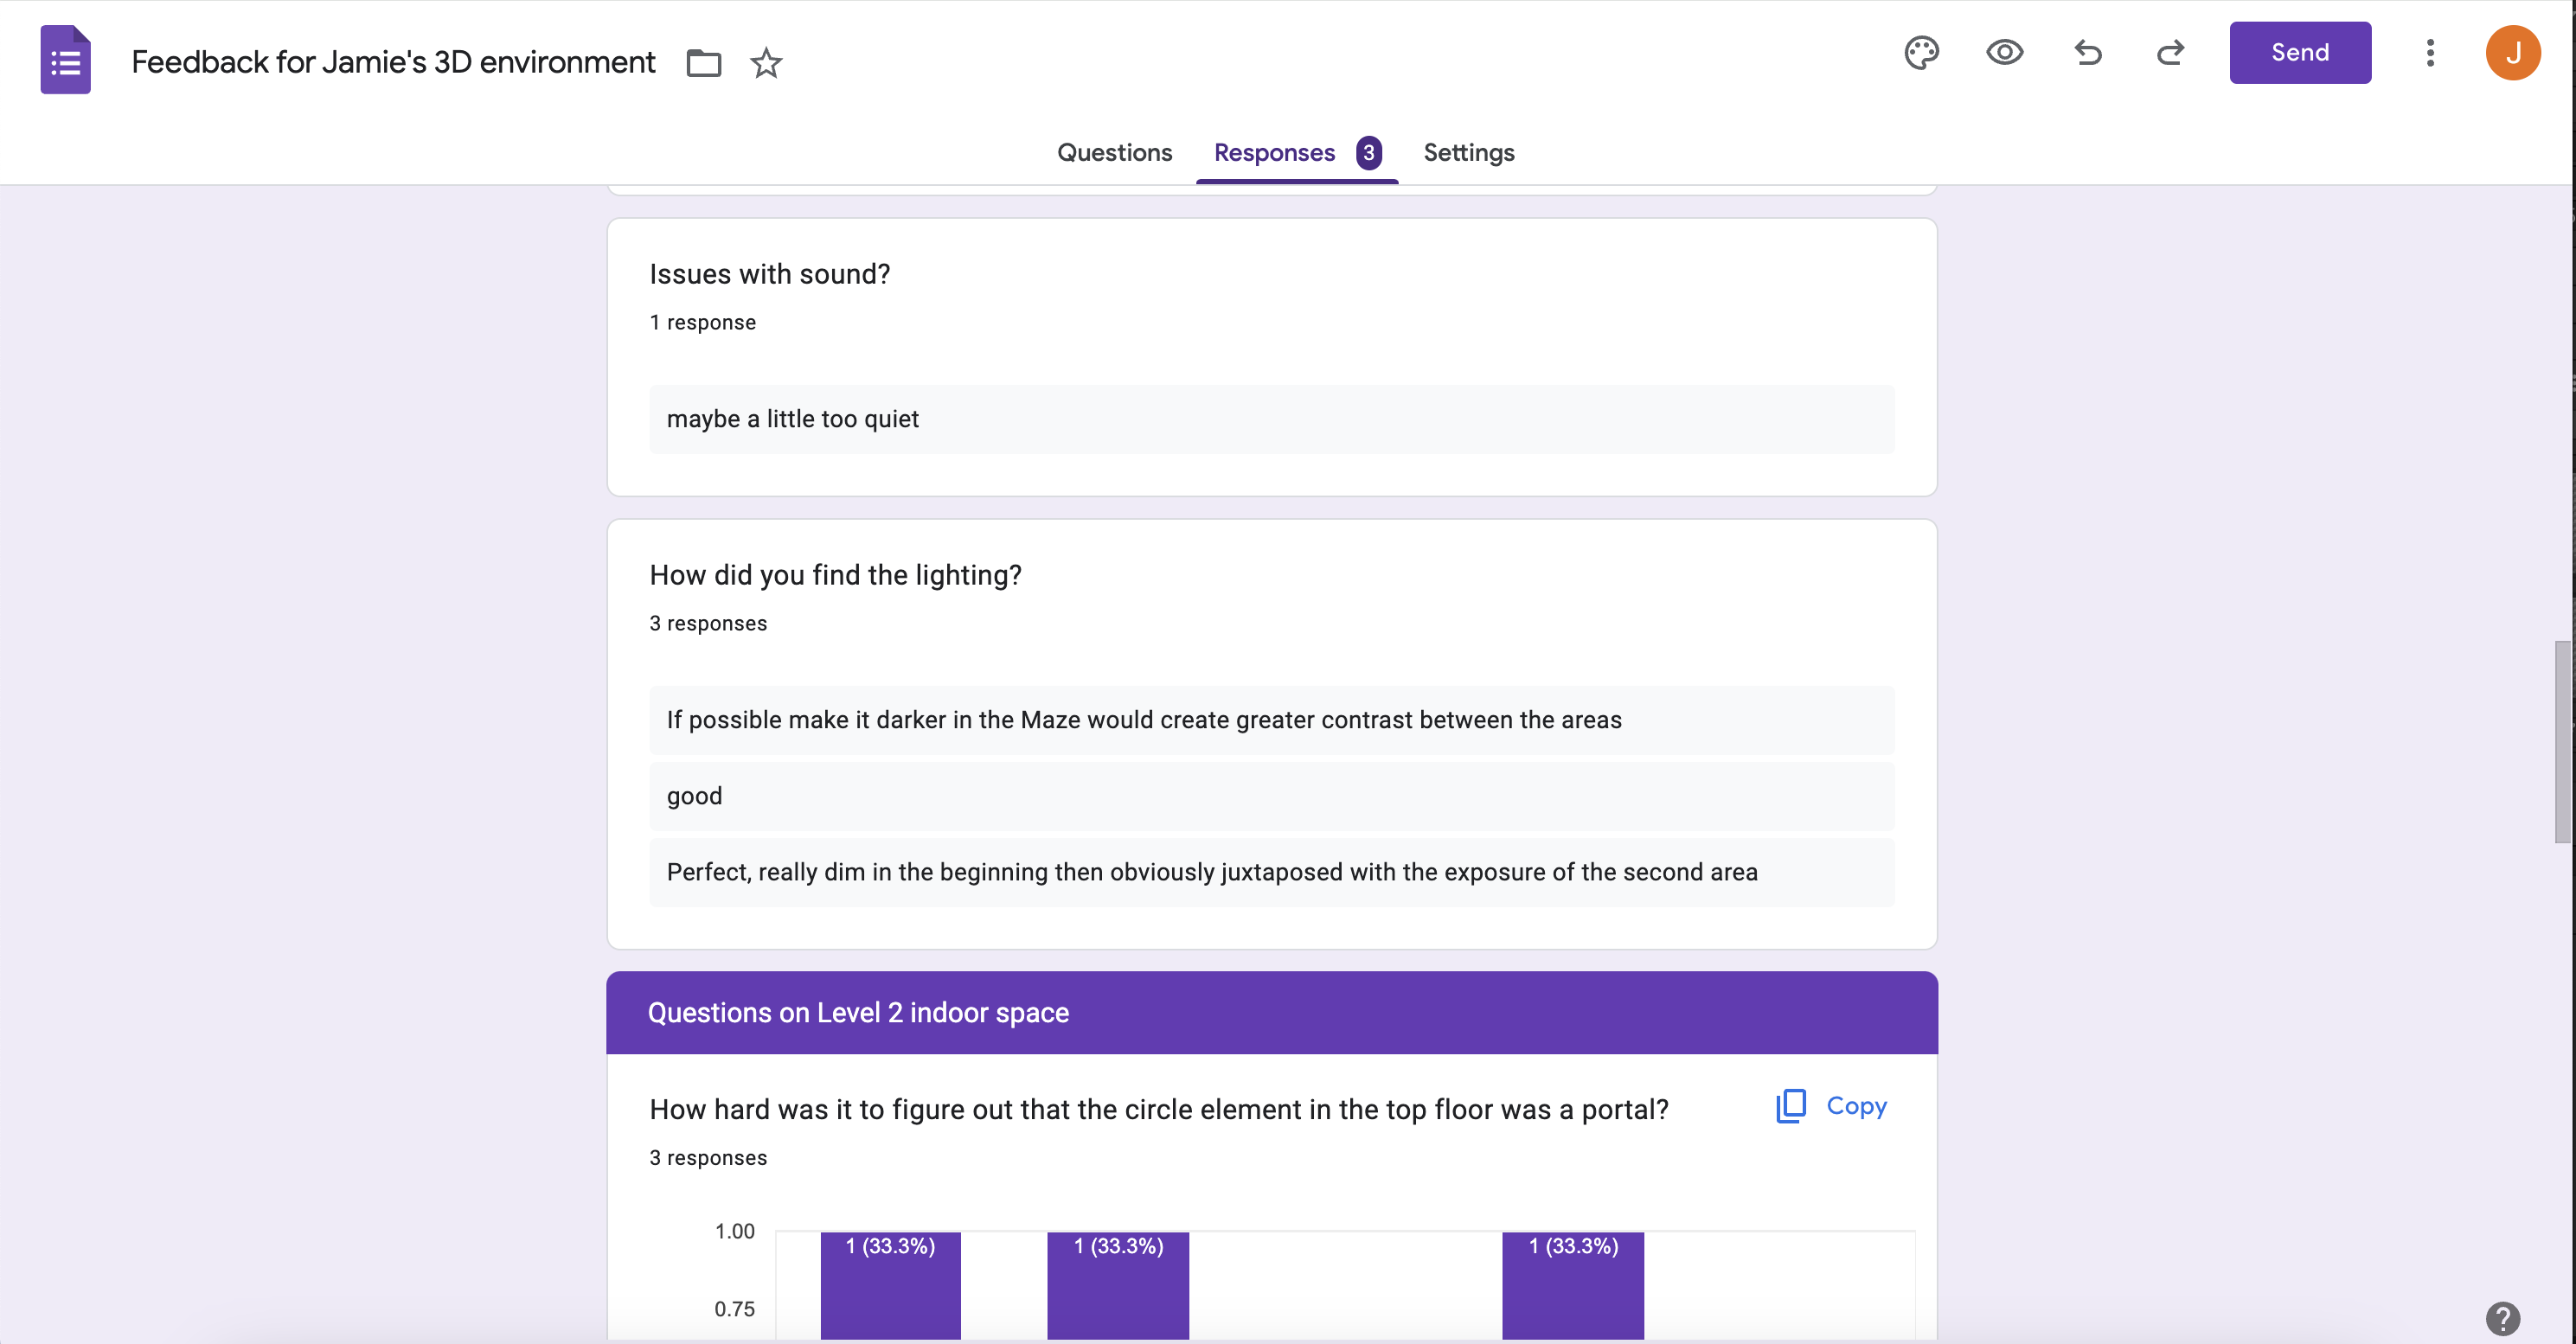 Feedback for Jamie's 3D environment
Send
J
Questions
Responses 3
Settings
Issues with sound?
1 response
maybe a little too quiet
How did you find the lighting?
3 responses
If possible make it darker in the Maze would create greater contrast between the areas
good
Perfect, really dim in the beginning then obviously juxtaposed with the exposure of the second area
Questions on Level 2 indoor space
How hard was it to figure out that the circle element in the top floor was a portal?
Copy
3 responses
1.00
1 (33.3%)
1 (33.3%)
1 (33.3%)
0.75
?